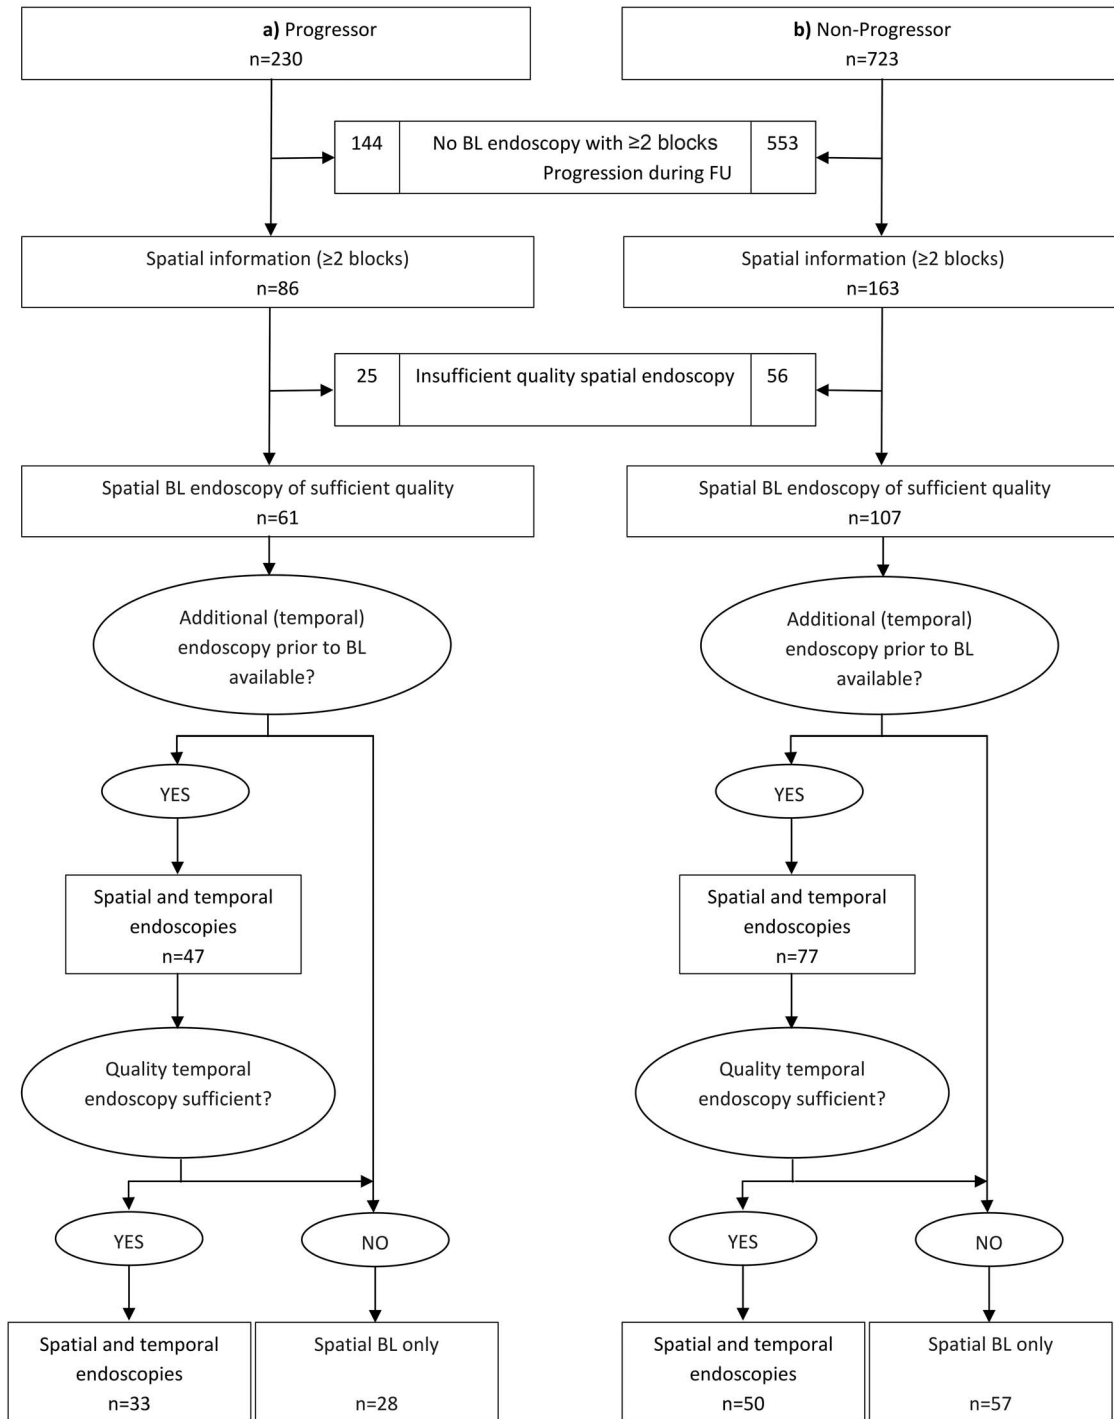 a) Progressor
n=230
b) Non-Progressor
n=723
144
No BL endoscopy with ≥2 blocks
Progression during FU
553
Spatial information (≥2 blocks)
n=86
Spatial information (≥2 blocks)
n=163
25
Insufficient quality spatial endoscopy
56
Spatial BL endoscopy of sufficient quality
n=61
Spatial BL endoscopy of sufficient quality
n=107
Additional (temporal)
endoscopy prior to BL
available?
Additional (temporal)
endoscopy prior to BL
available?
YES
YES
Spatial and temporal
endoscopies
n=47
Spatial and temporal
endoscopies
n=77
Quality temporal
endoscopy sufficient?
Quality temporal
endoscopy sufficient?
YES
NO
YES
NO
Spatial and temporal
endoscopies
n=33
Spatial BL only
n=28
Spatial and temporal
endoscopies
n=50
Spatial BL only
n=57